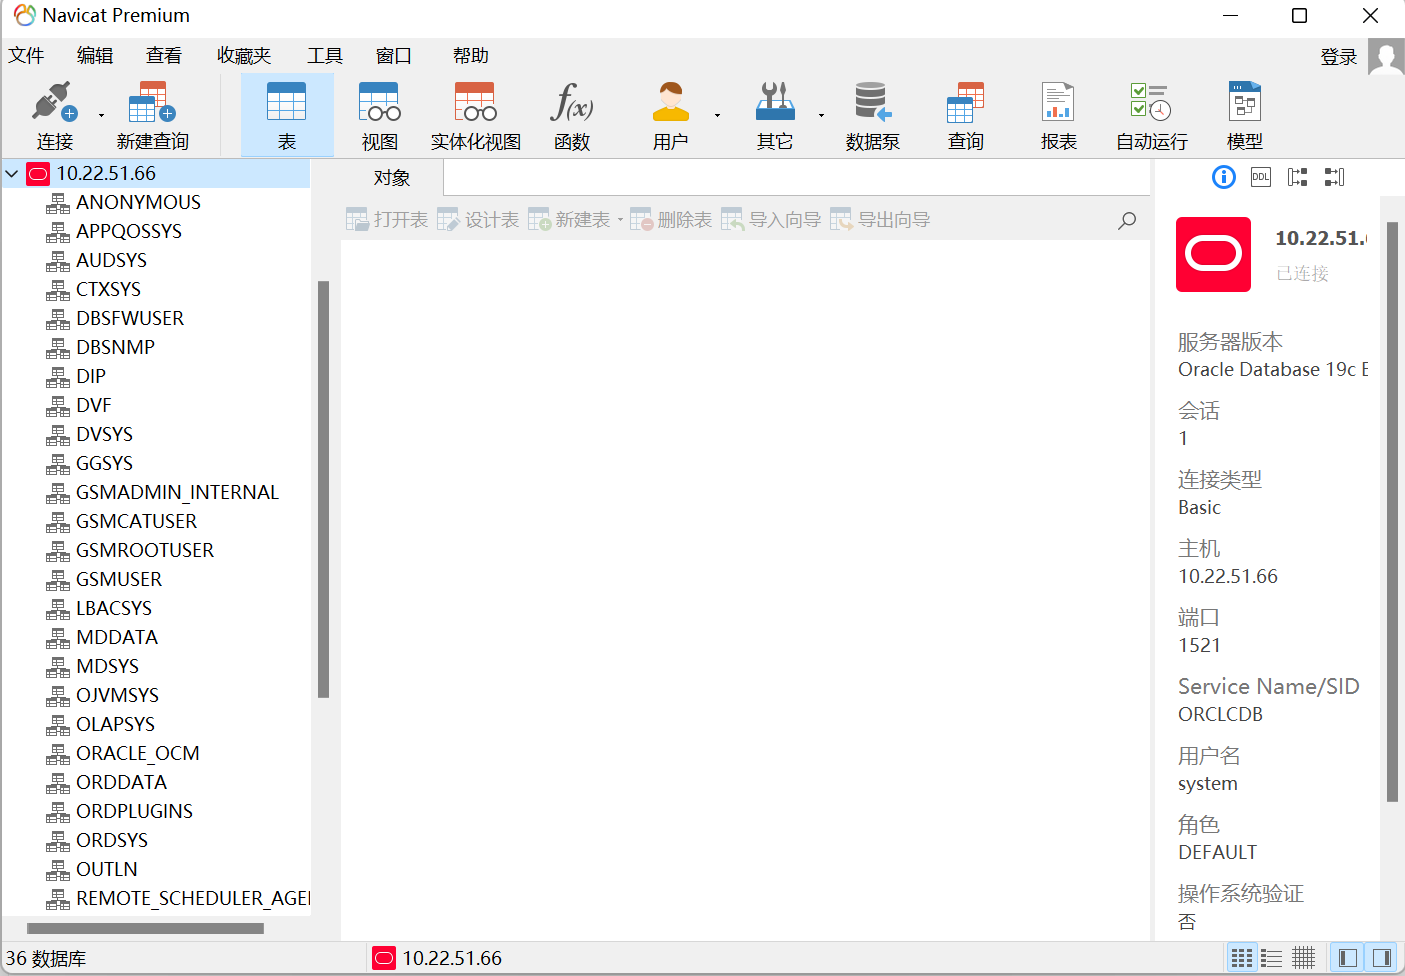 Navicat Premium
文件 编辑 查看 收藏夹 工具 窗口 帮助 登录
连接 新建查询 表 视图 实体化视图 函数 用户 其它 数据泵 查询 报表 自动运行 模型
f(x)
10.22.51.66
ANONYMOUS
APPQOSSYS
AUDSYS
CTXSYS
DBSFWUSER
DBSNMP
DIP
DVF
DVSYS
GGSYS
GSMADMIN_INTERNAL
GSMCATUSER
GSMROOTUSER
GSMUSER
LBACSYS
MDDATA
MDSYS
OJVMSYS
OLAPSYS
ORACLE_OCM
ORDDATA
ORDPLUGINS
ORDSYS
OUTLN
REMOTE_SCHEDULER_AGE
对象
打开表 设计表 新建表 删除表 导入向导 导出向导
DDL
10.22.51.
已连接
服务器版本
Oracle Database 19c E
会话
1
连接类型
Basic
主机
10.22.51.66
端口
1521
Service Name/SID
ORCLCDB
用户名
system
角色
DEFAULT
操作系统验证
否
36 数据库
10.22.51.66